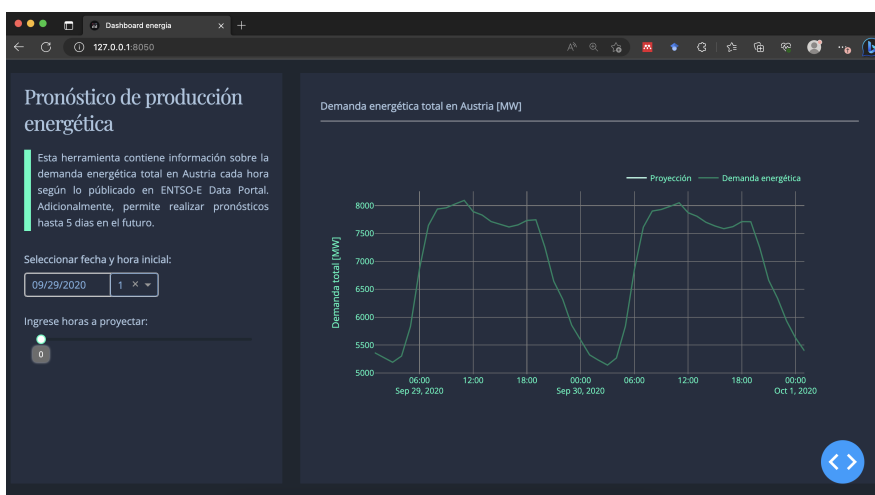 Dashboard energia
127.0.0.1:8050
Pronóstico de producción
energética
Esta herramienta contiene información sobre la
demanda energética total en Austria cada hora
según lo públicado en ENTSO-E Data Portal.
Adicionalmente, permite realizar pronósticos
hasta 5 dias en el futuro.
Seleccionar fecha y hora inicial:
09/29/2020 1
Ingrese horas a proyectar:
0
Demanda energética total en Austria [MW]
Proyección Demanda energética
Demanda total [MW]
8000
7500
7000
6500
6000
5500
5000
06:00 12:00 18:00 00:00 06:00 12:00 18:00 00:00
Sep 29, 2020 Sep 30, 2020 Oct 1, 2020